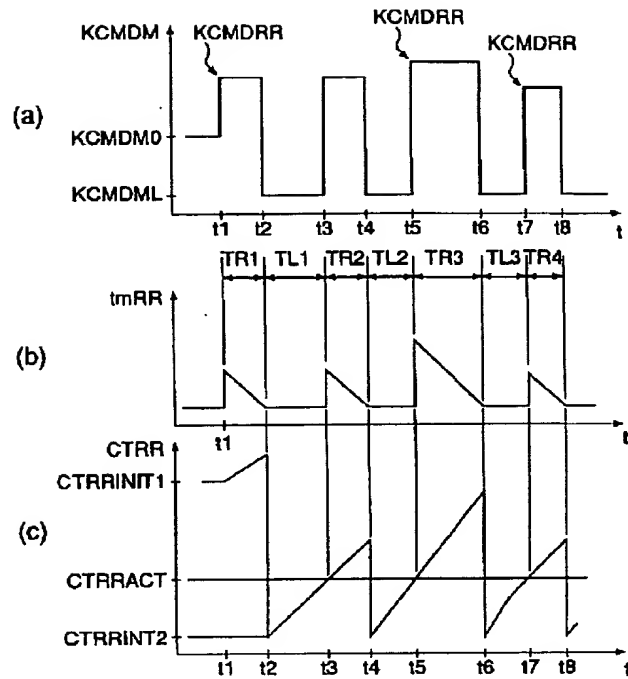 KCMDM
KCMDRR
KCMDRR
KCMDRR
(a)
KCMDM0
KCMDML
t1 t2 t3 t4 t5 t6 t7 t8 t
TR1 TL1 TR2 TL2 TR3 TL3 TR4
tmRR
(b)
t1 t
CTRR
CTRRINIT1
(c)
CTRRACT
CTRRINT2
t1 t2 t3 t4 t5 t6 t7 t8 t